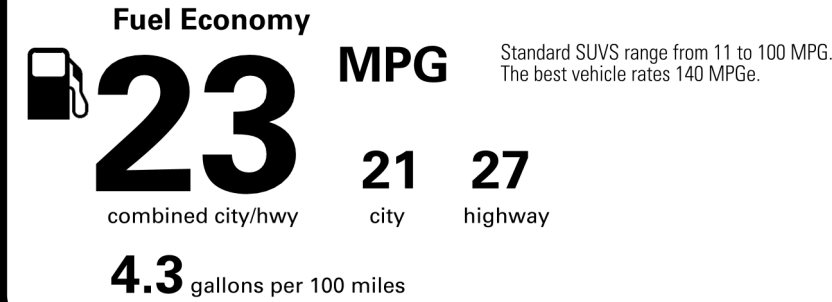 Fuel Economy
23 MPG
Standard SUVS range from 11 to 100 MPG.
The best vehicle rates 140 MPGe.
21 27
combined city/hwy city highway
4.3 gallons per 100 miles